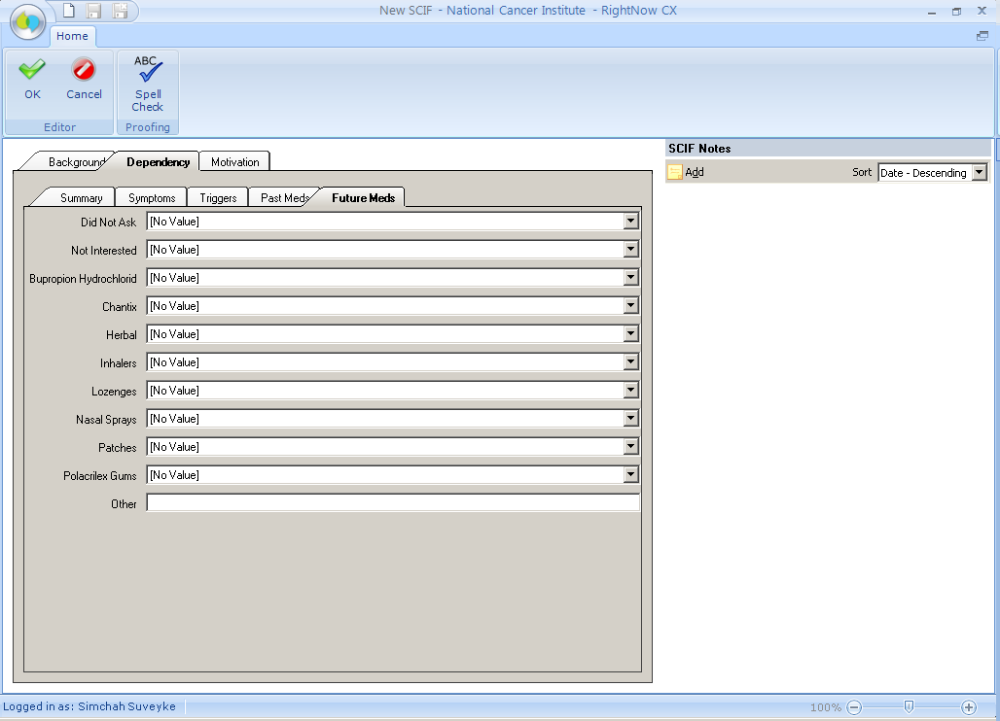 New SCIF - National Cancer Institute - RightNow CX
Home
OK
Cancel
ABC
Spell
Check
Editor
Proofing
Background
Dependency
Motivation
SCIF Notes
Add
Sort
Date - Descending
Summary
Symptoms
Triggers
Past Meds
Future Meds
Did Not Ask [No Value]
Not Interested [No Value]
Bupropion Hydrochlorid [No Value]
Chantix [No Value]
Herbal [No Value]
Inhalers [No Value]
Lozenges [No Value]
Nasal Sprays [No Value]
Patches [No Value]
Polacrilex Gums [No Value]
Other
Logged in as: Simchah Suveyke
100%